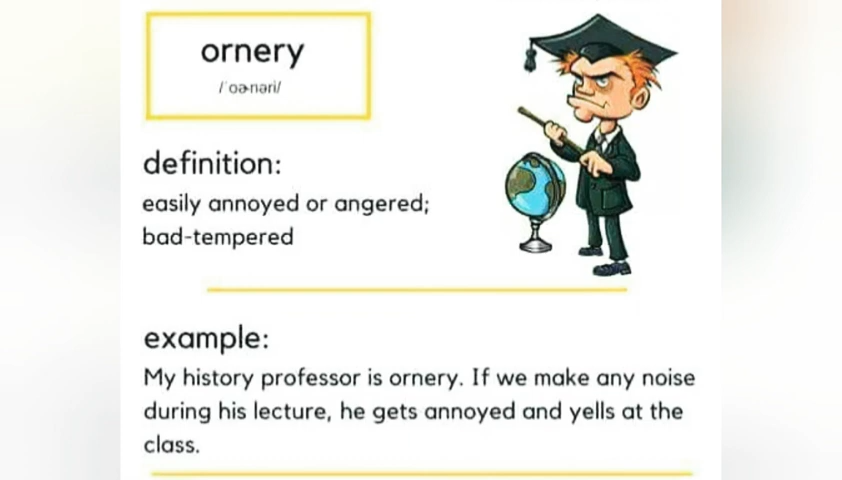 ornery
/ˈoɚnəri/
definition:
easily annoyed or angered;
bad-tempered
example:
My history professor is ornery. If we make any noise
during his lecture, he gets annoyed and yells at the
class.